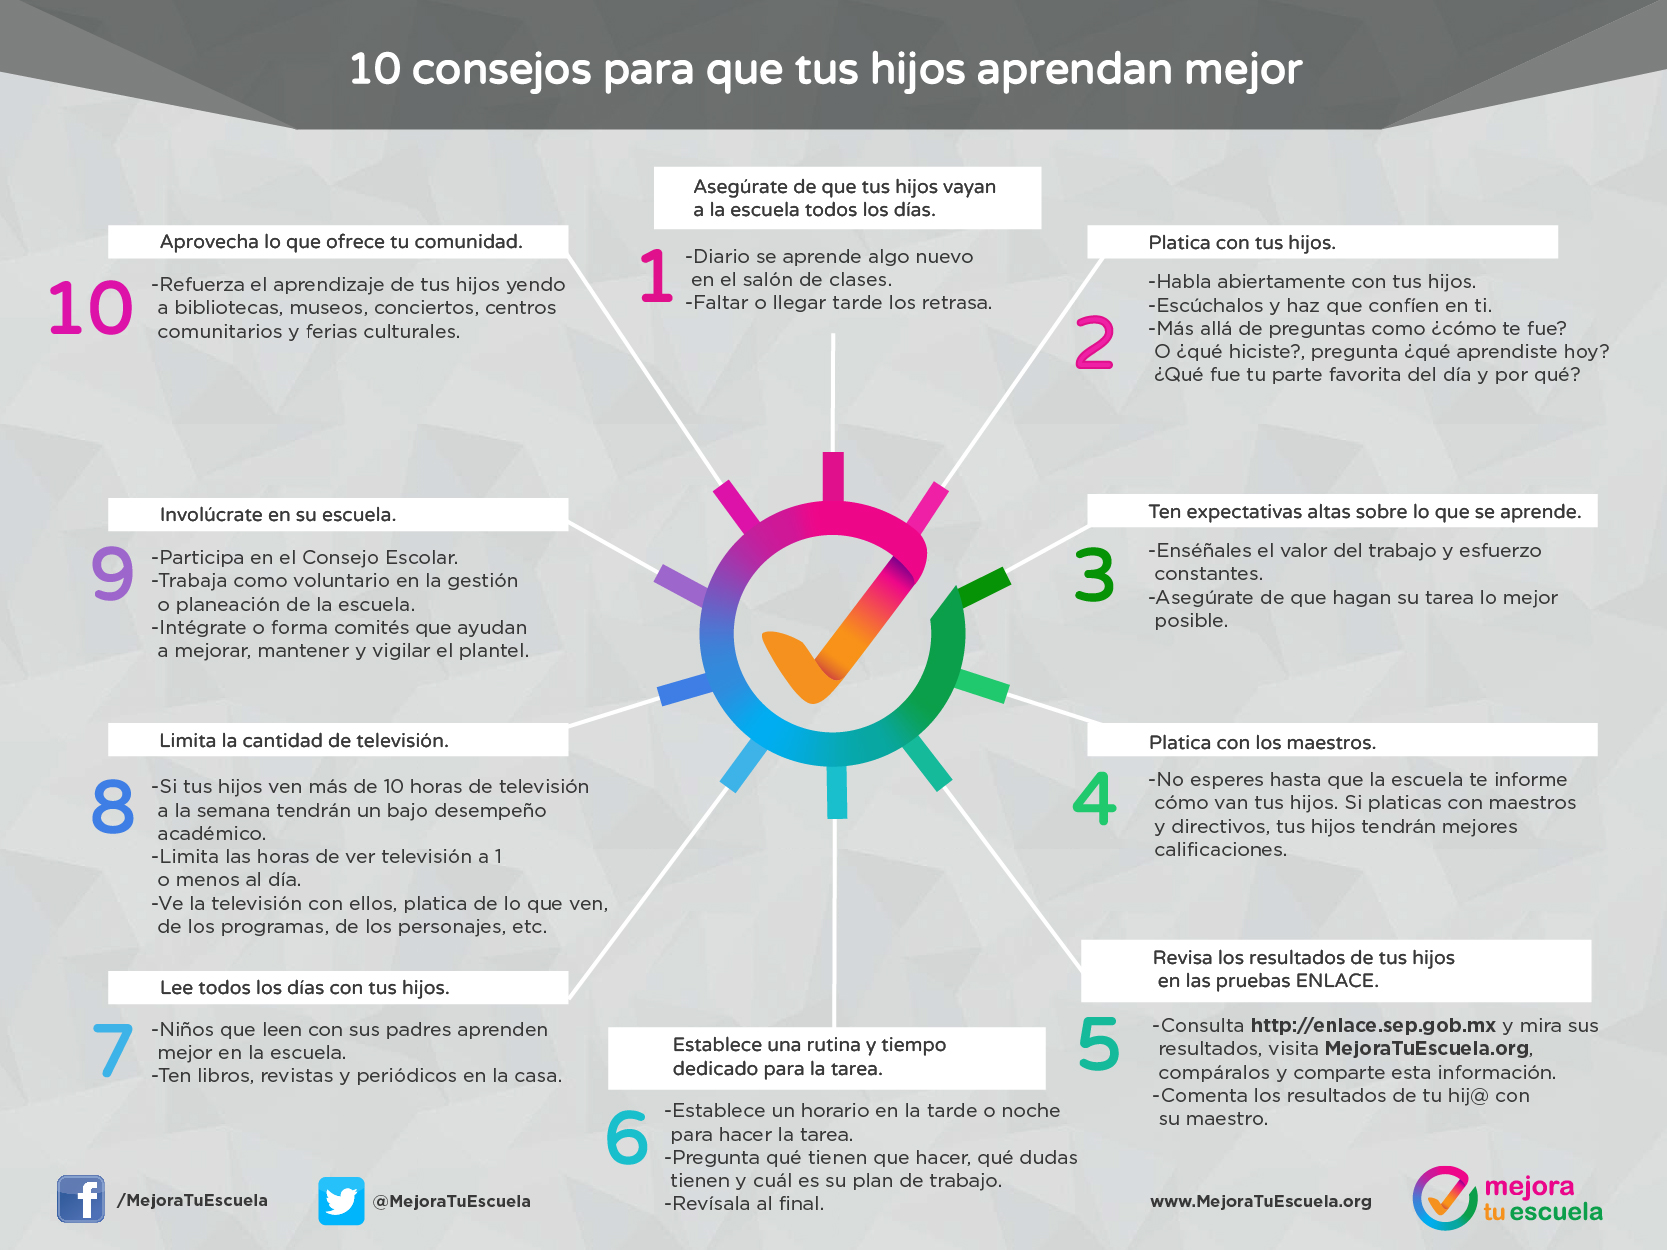 10 consejos para que tus hijos aprendan mejor
Asegúrate de que tus hijos vayan
a la escuela todos los días.
1
-Diario se aprende algo nuevo
en el salón de clases.
-Faltar o llegar tarde los retrasa.
Platica con tus hijos.
2
-Habla abiertamente con tus hijos.
-Escúchalos y haz que confíen en ti.
-Más allá de preguntas como ¿cómo te fue?
O ¿qué hiciste?, pregunta ¿qué aprendiste hoy?
¿Qué fue tu parte favorita del día y por qué?
Ten expectativas altas sobre lo que se aprende.
3
-Enséñales el valor del trabajo y esfuerzo
constantes.
-Asegúrate de que hagan su tarea lo mejor
posible.
Platica con los maestros.
4
-No esperes hasta que la escuela te informe
cómo van tus hijos. Si platicas con maestros
y directivos, tus hijos tendrán mejores
calificaciones.
Revisa los resultados de tus hijos
en las pruebas ENLACE.
5
-Consulta http://enlace.sep.gob.mx y mira sus
resultados, visita MejoraTuEscuela.org,
compáralos y comparte esta información.
-Comenta los resultados de tu hij@ con
su maestro.
Establece una rutina y tiempo
dedicado para la tarea.
6
-Establece un horario en la tarde o noche
para hacer la tarea.
-Pregunta qué tienen que hacer, qué dudas
tienen y cuál es su plan de trabajo.
-Revísala al final.
Lee todos los días con tus hijos.
7
-Niños que leen con sus padres aprenden
mejor en la escuela.
-Ten libros, revistas y periódicos en la casa.
Limita la cantidad de televisión.
8
-Si tus hijos ven más de 10 horas de televisión
a la semana tendrán un bajo desempeño
académico.
-Limita las horas de ver televisión a 1
o menos al día.
-Ve la televisión con ellos, platica de lo que ven,
de los programas, de los personajes, etc.
Involúcrate en su escuela.
9
-Participa en el Consejo Escolar.
-Trabaja como voluntario en la gestión
o planeación de la escuela.
-Intégrate o forma comités que ayudan
a mejorar, mantener y vigilar el plantel.
Aprovecha lo que ofrece tu comunidad.
10
-Refuerza el aprendizaje de tus hijos yendo
a bibliotecas, museos, conciertos, centros
comunitarios y ferias culturales.
f
/MejoraTuEscuela
@MejoraTuEscuela
www.MejoraTuEscuela.org
mejora
tu escuela